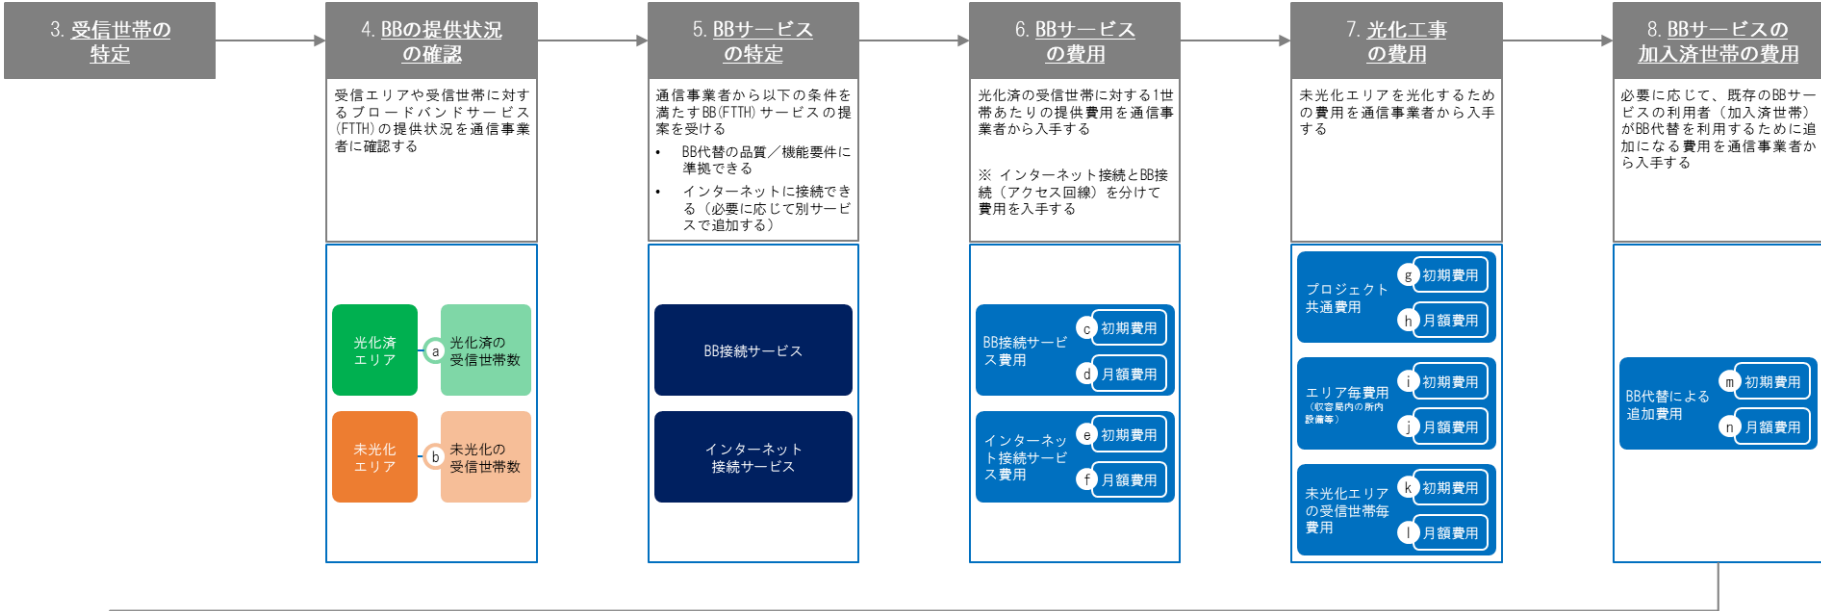 3. 受信世帯の
特定
4. BBの提供状況
の確認
受信エリアや受信世帯に対す
るブロードバンドサービス
(FTTH)の提供状況を通信事業
者に確認する
光化済
エリア
a
光化済の
受信世帯数
未光化
エリア
b
未光化の
受信世帯数
5. BBサービス
の特定
通信事業者から以下の条件を
満たすBB(FTTH)サービスの提
案を受ける
• BB代替の品質／機能要件に
準拠できる
• インターネットに接続でき
る（必要に応じて別サービ
スで追加する）
BB接続サービス
インターネット
接続サービス
6. BBサービス
の費用
光化済の受信世帯に対する1世
帯あたりの提供費用を通信事
業者から入手する
※ インターネット接続とBB接
続（アクセス回線）を分けて
費用を入手する
BB接続サービ
ス費用
c 初期費用
d 月額費用
インターネッ
ト接続サービ
ス費用
e 初期費用
f 月額費用
7. 光化工事
の費用
未光化エリアを光化するため
の費用を通信事業者から入手
する
プロジェクト
共通費用
g 初期費用
h 月額費用
エリア毎費用
（収容局内の所内
設備等）
i 初期費用
j 月額費用
未光化エリア
の受信世帯毎
費用
k 初期費用
l 月額費用
8. BBサービスの
加入済世帯の費用
必要に応じて、既存のBBサー
ビスの利用者（加入済世帯）
がBB代替を利用するために追
加になる費用を通信事業者か
ら入手する
BB代替による
追加費用
m 初期費用
n 月額費用